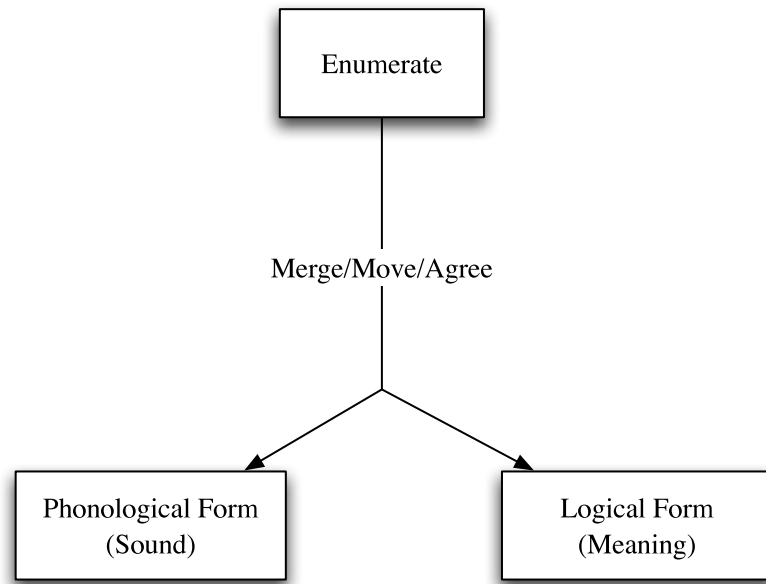 Enumerate
Merge/Move/Agree
Phonological Form
(Sound)
Logical Form
(Meaning)